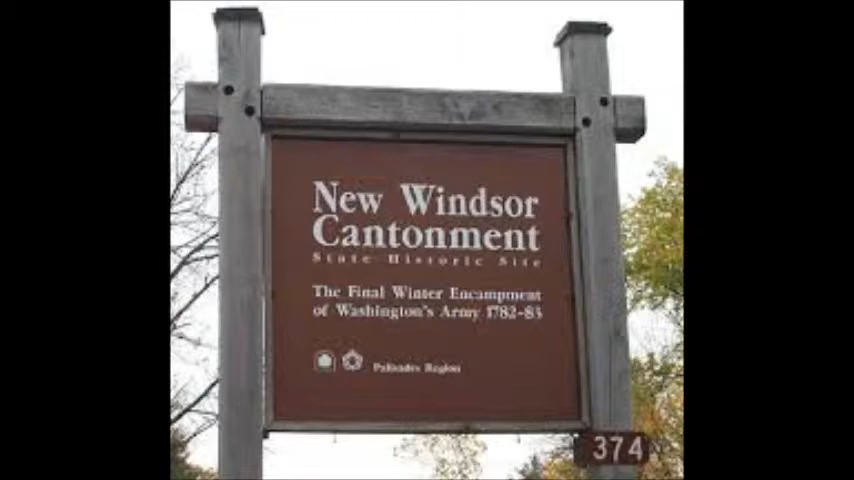 New Windsor
Cantonment
State Historic Site
The Final Winter Encampment
of Washington's Army 1782-83
Palisades Region
374